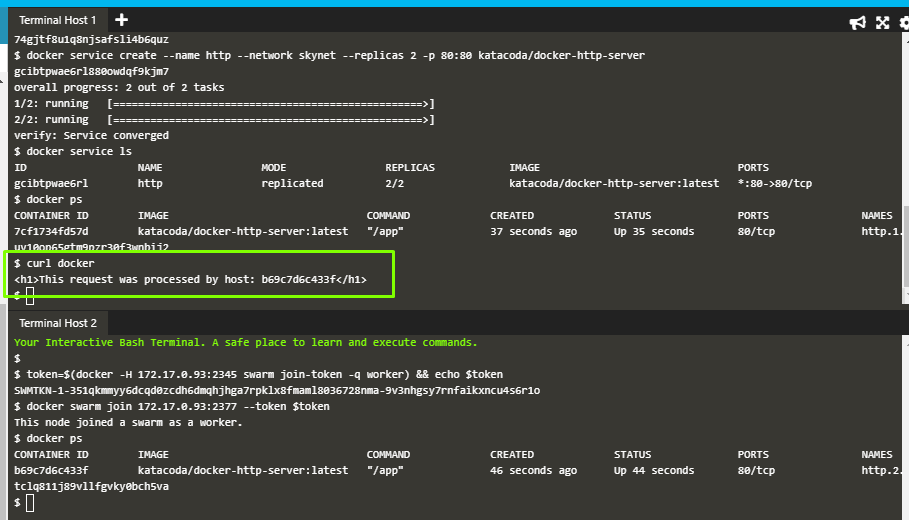 Terminal Host 1
74gjtf8u1q8njsafsli4b6quz
$ docker service create --name http --network skynet --replicas 2 -p 80:80 katacoda/docker-http-server
gcibtpwae6rl880owdqf9kjm7
overall progress: 2 out of 2 tasks
1/2: running   [==================================================>]
2/2: running   [==================================================>]
verify: Service converged
$ docker service ls
ID NAME MODE REPLICAS IMAGE PORTS
gcibtpwae6rl http replicated 2/2 katacoda/docker-http-server:latest *:80->80/tcp
$ docker ps
CONTAINER ID IMAGE COMMAND CREATED STATUS PORTS NAMES
7cf1734fd57d katacoda/docker-http-server:latest "/app" 37 seconds ago Up 35 seconds 80/tcp http.1.
uv10op65gtm9pzr30f3wnbij2
$ curl docker
<h1>This request was processed by host: b69c7d6c433f</h1>
$
Terminal Host 2
Your Interactive Bash Terminal. A safe place to learn and execute commands.
$
$ token=$(docker -H 172.17.0.93:2345 swarm join-token -q worker) && echo $token
SWMTKN-1-351qkmmyy6dcqd0zcdh6dmqhjhga7rpklx8fmaml8036728nma-9v3nhgsy7rnfaikxncu4s6r1o
$ docker swarm join 172.17.0.93:2377 --token $token
This node joined a swarm as a worker.
$ docker ps
CONTAINER ID IMAGE COMMAND CREATED STATUS PORTS NAMES
b69c7d6c433f katacoda/docker-http-server:latest "/app" 46 seconds ago Up 44 seconds 80/tcp http.2.
tclq811j89vllfgvky0bch5va
$